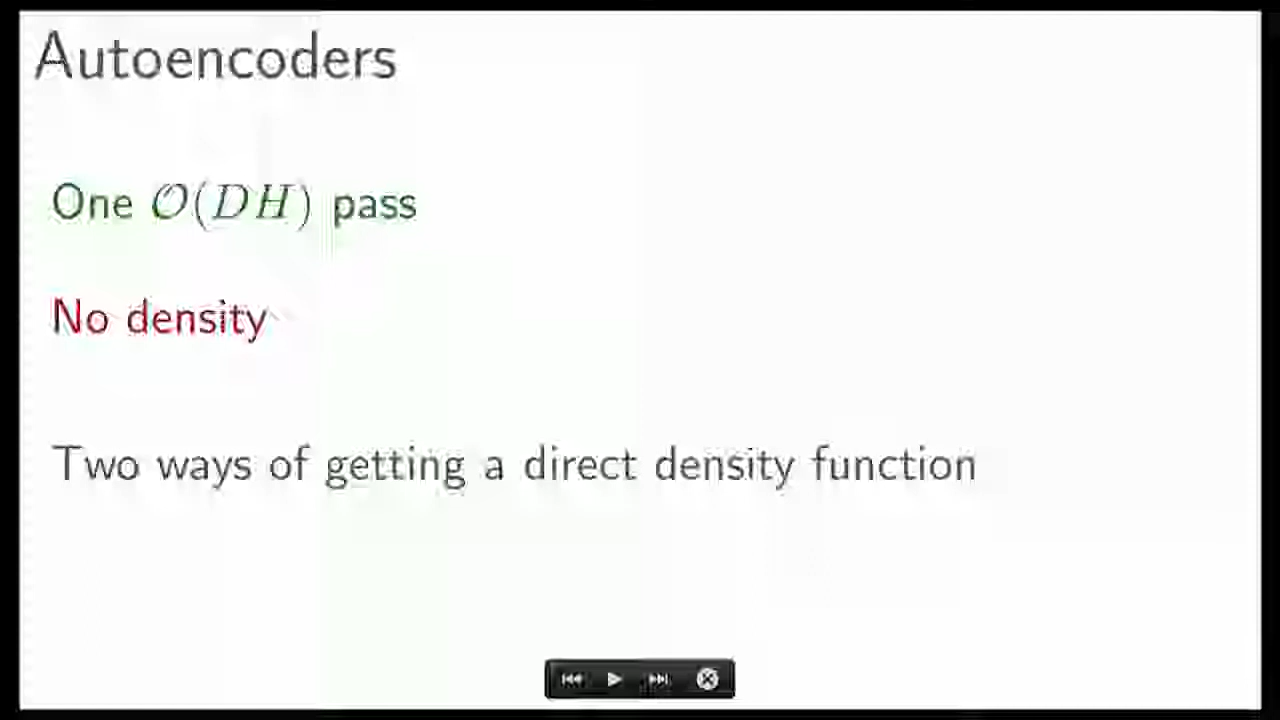 Autoencoders
One 𝒪(DH) pass
No density
Two ways of getting a direct density function